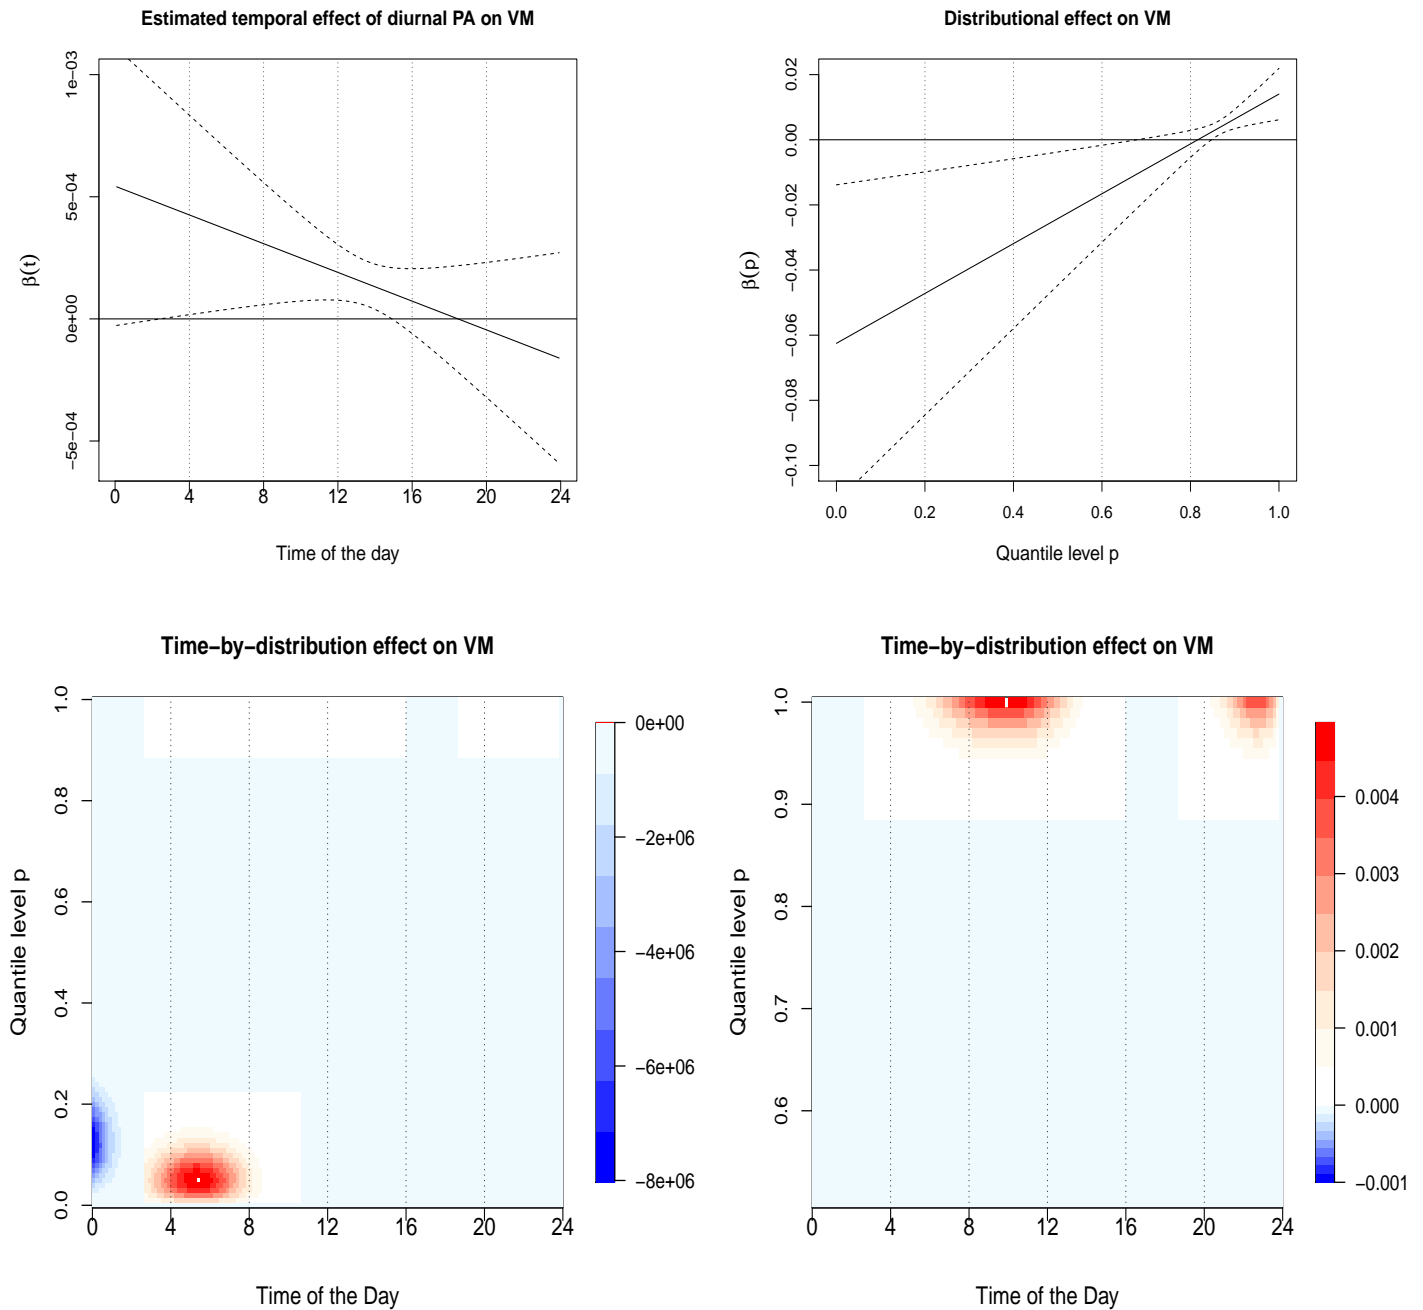 Estimated temporal effect of diurnal PA on VM
β(t)
1e−03
5e−04
0e+00
−5e−04
0 4 8 12 16 20 24
Time of the day
Distributional effect on VM
β(p)
0.02
0.00
−0.02
−0.04
−0.06
−0.08
−0.10
0.0 0.2 0.4 0.6 0.8 1.0
Quantile level p
Time−by−distribution effect on VM
Quantile level p
1.0
0.8
0.6
0.4
0.2
0.0
0 4 8 12 16 20 24
Time of the Day
0e+00
−2e+06
−4e+06
−6e+06
−8e+06
Time−by−distribution effect on VM
Quantile level p
1.0
0.9
0.8
0.7
0.6
0 4 8 12 16 20 24
Time of the Day
0.004
0.003
0.002
0.001
0.000
−0.001